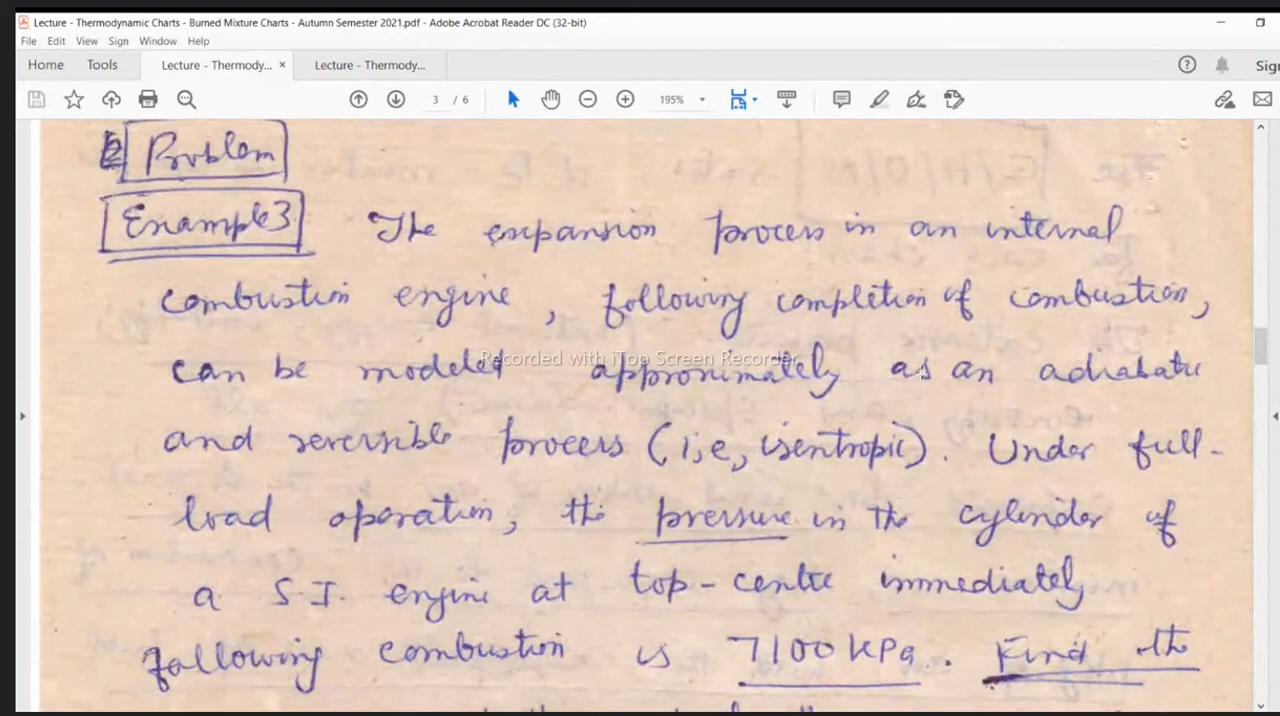 Lecture - Thermodynamic Charts - Burned Mixture Charts - Autumn Semester 2021.pdf - Adobe Acrobat Reader DC (32-bit)
File Edit View Sign Window Help
Home Tools Lecture - Thermody... × Lecture - Thermody... Sign
3 / 6 195%
Problem
Example 3 The expansion process in an internal
combustion engine, following completion of combustion,
Recorded with iTop Screen Recorder
can be modeled approximately as an adiabatic
and reversible process (i,e, isentropic). Under full-
load operation, the pressure in the cylinder of
a S.I. engine at top-centre immediately
following combustion is 7100 kPa. Find the